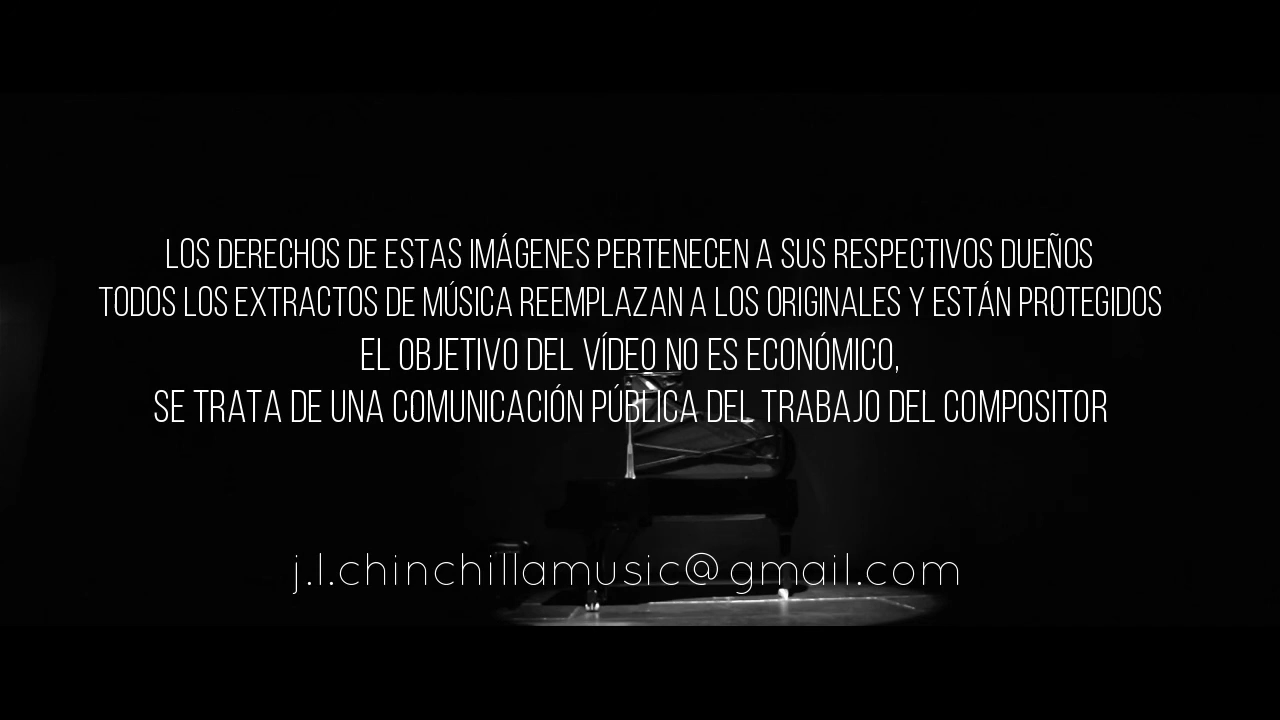 LOS DERECHOS DE ESTAS IMÁGENES PERTENECEN A SUS RESPECTIVOS DUEÑOS
TODOS LOS EXTRACTOS DE MÚSICA REEMPLAZAN A LOS ORIGINALES Y ESTÁN PROTEGIDOS
EL OBJETIVO DEL VÍDEO NO ES ECONÓMICO,
SE TRATA DE UNA COMUNICACIÓN PÚBLICA DEL TRABAJO DEL COMPOSITOR
j.l.chinchillamusic@gmail.com